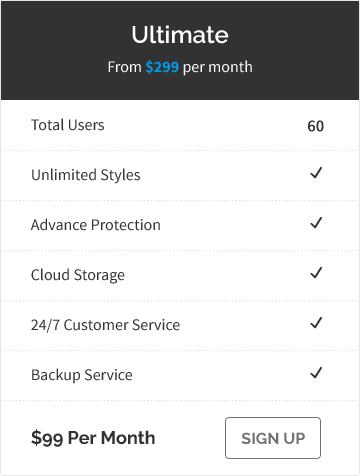 Ultimate
From $299 per month
Total Users 60
Unlimited Styles ✓
Advance Protection ✓
Cloud Storage ✓
24/7 Customer Service ✓
Backup Service ✓
$99 Per Month SIGN UP